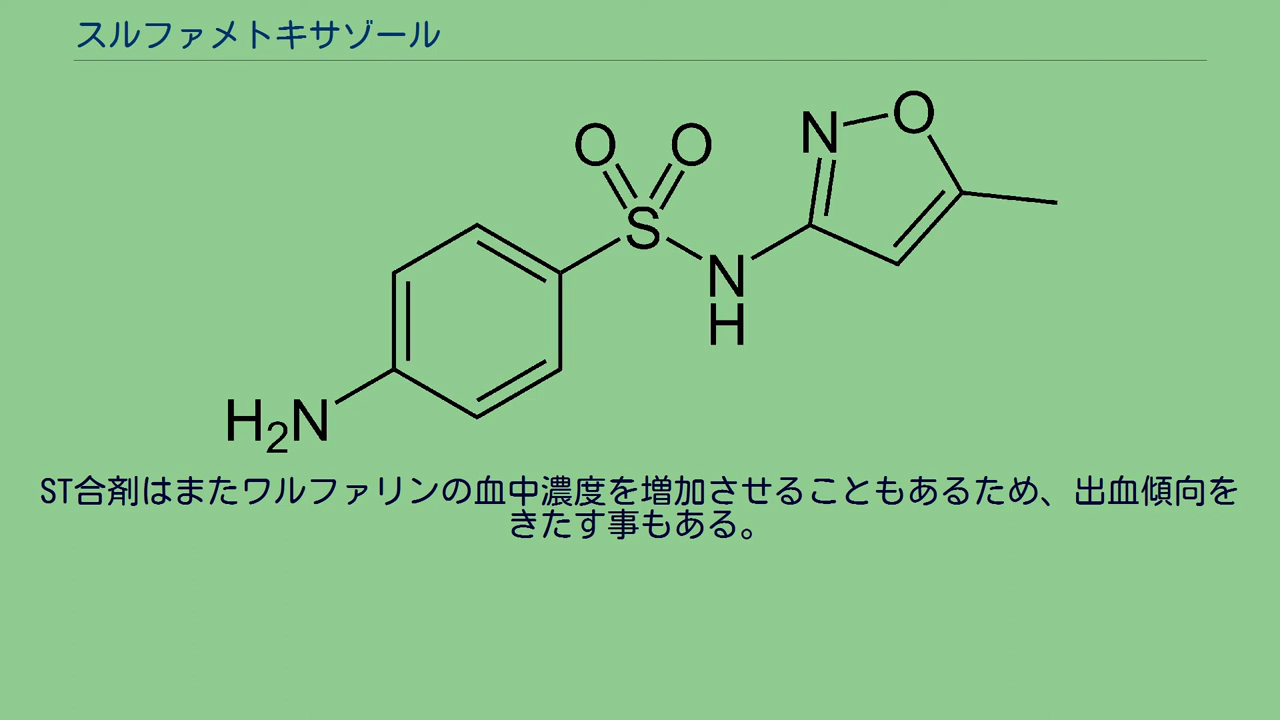 スルファメトキサゾール
O O
N O
S
N
H
H2N
ST合剤はまたワルファリンの血中濃度を増加させることもあるため、出血傾向を
きたす事もある。